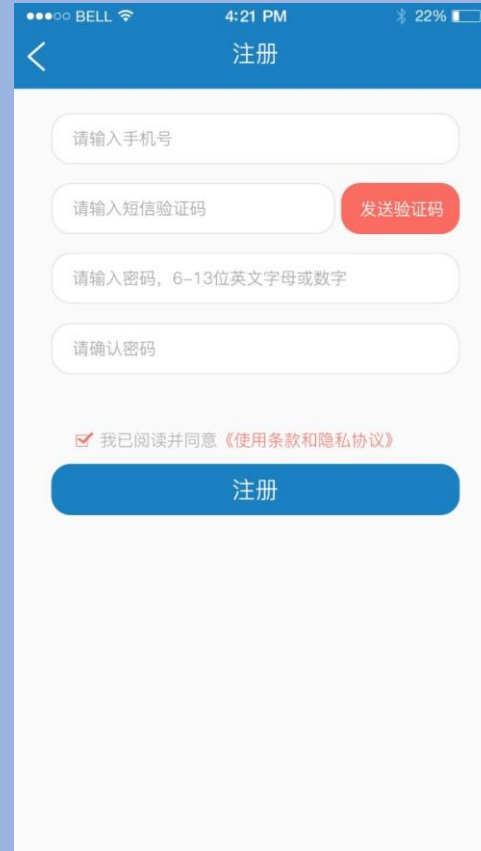 ●●●○○ BELL 4:21 PM 22%
注册
请输入手机号
请输入短信验证码 发送验证码
请输入密码，6-13位英文字母或数字
请确认密码
我已阅读并同意《使用条款和隐私协议》
注册